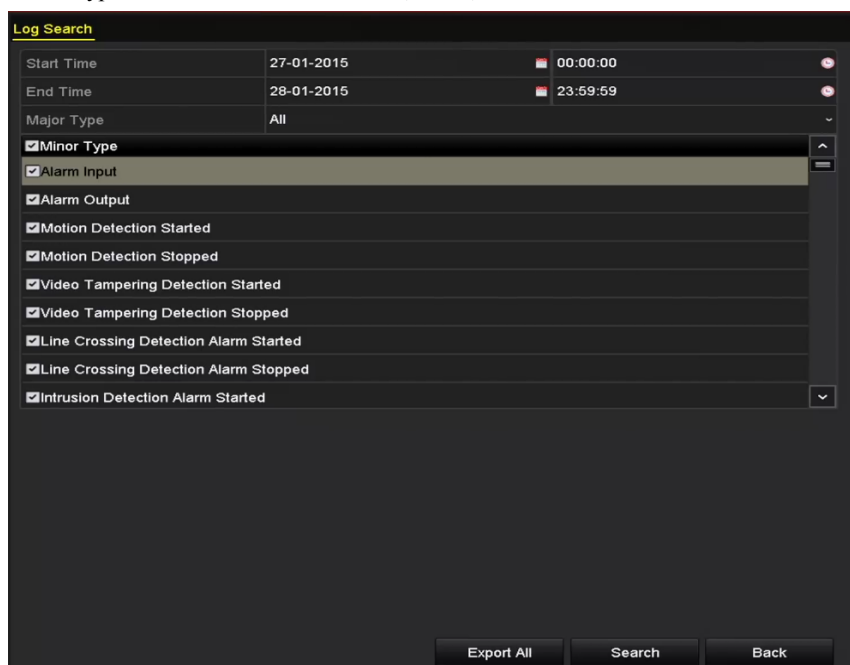 Log Search
Start Time 27-01-2015 00:00:00
End Time 28-01-2015 23:59:59
Major Type All
Minor Type
Alarm Input
Alarm Output
Motion Detection Started
Motion Detection Stopped
Video Tampering Detection Started
Video Tampering Detection Stopped
Line Crossing Detection Alarm Started
Line Crossing Detection Alarm Stopped
Intrusion Detection Alarm Started
Export All Search Back